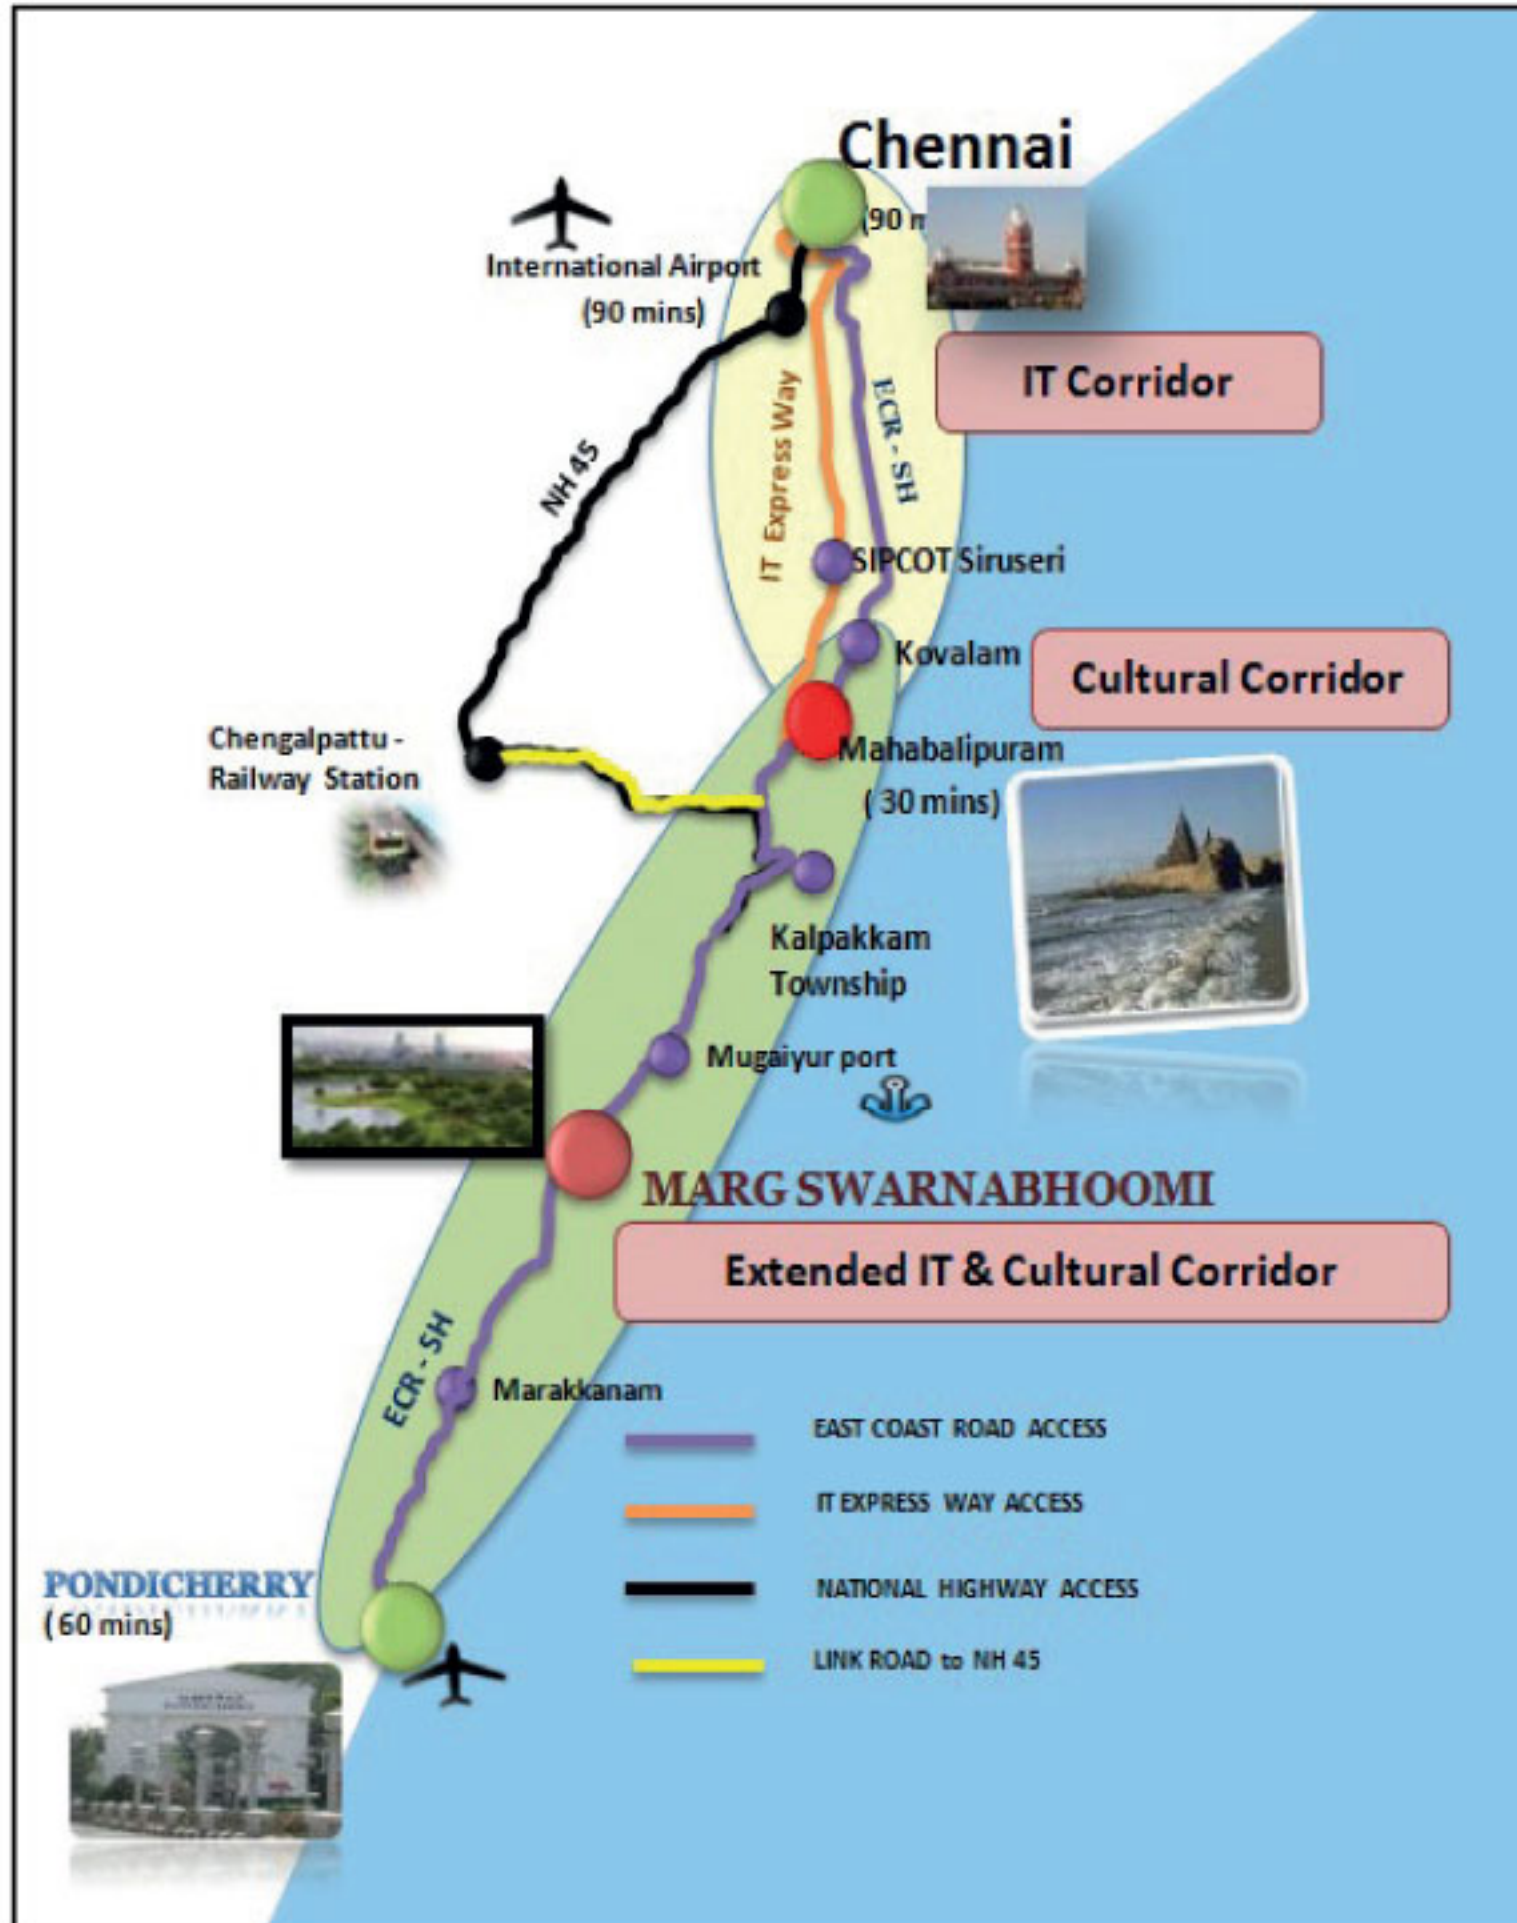 Chennai
(90 m
International Airport
(90 mins)
IT Corridor
IT Express Way
ECR - SH
NH 45
SIPCOT Siruseri
Kovalam
Cultural Corridor
Chengalpattu -
Railway Station
Mahabalipuram
( 30 mins)
Kalpakkam
Township
Mugaiyur port
MARG SWARNABHOOMI
Extended IT & Cultural Corridor
ECR - SH
Marakkanam
EAST COAST ROAD ACCESS
IT EXPRESS WAY ACCESS
NATIONAL HIGHWAY ACCESS
LINK ROAD to NH 45
PONDICHERRY
( 60 mins)